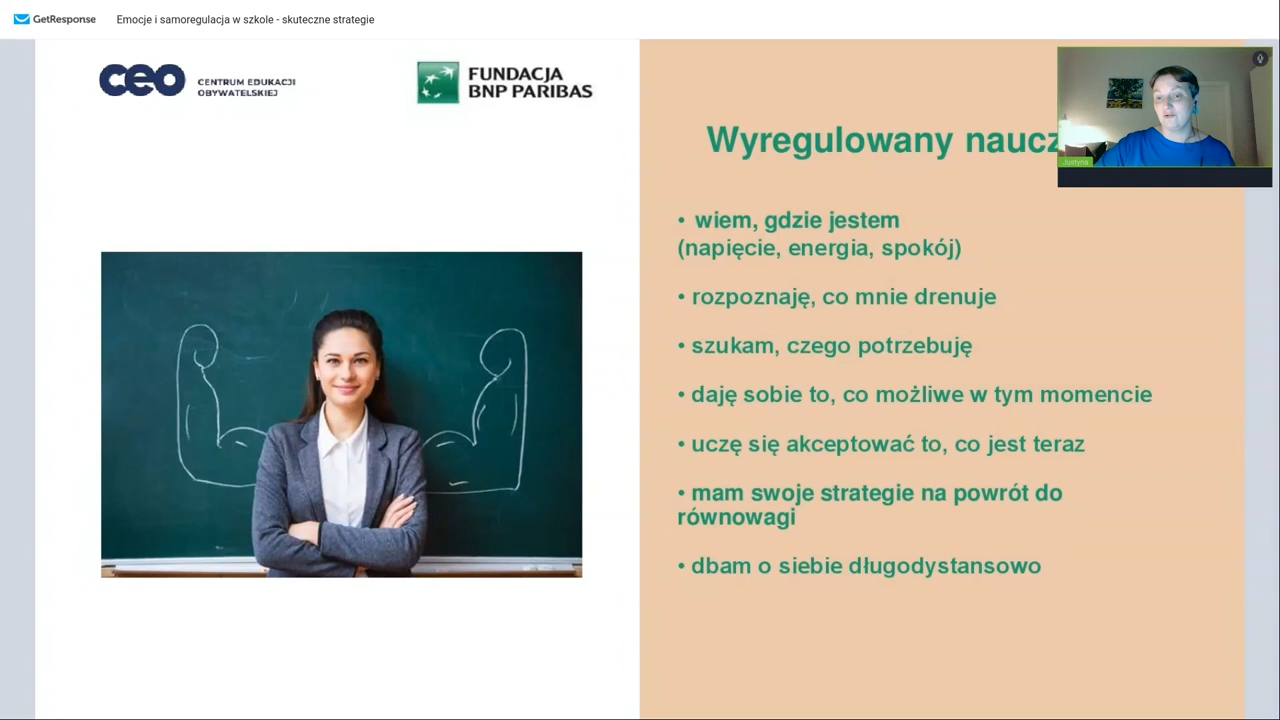 GetResponse
Emocje i samoregulacja w szkole - skuteczne strategie
ceo
CENTRUM EDUKACJI
OBYWATELSKIEJ
FUNDACJA
BNP PARIBAS
Wyregulowany naucz
Justyna
• wiem, gdzie jestem
(napięcie, energia, spokój)
• rozpoznaję, co mnie drenuje
• szukam, czego potrzebuję
• daję sobie to, co możliwe w tym momencie
• uczę się akceptować to, co jest teraz
• mam swoje strategie na powrót do
równowagi
• dbam o siebie długodystansowo